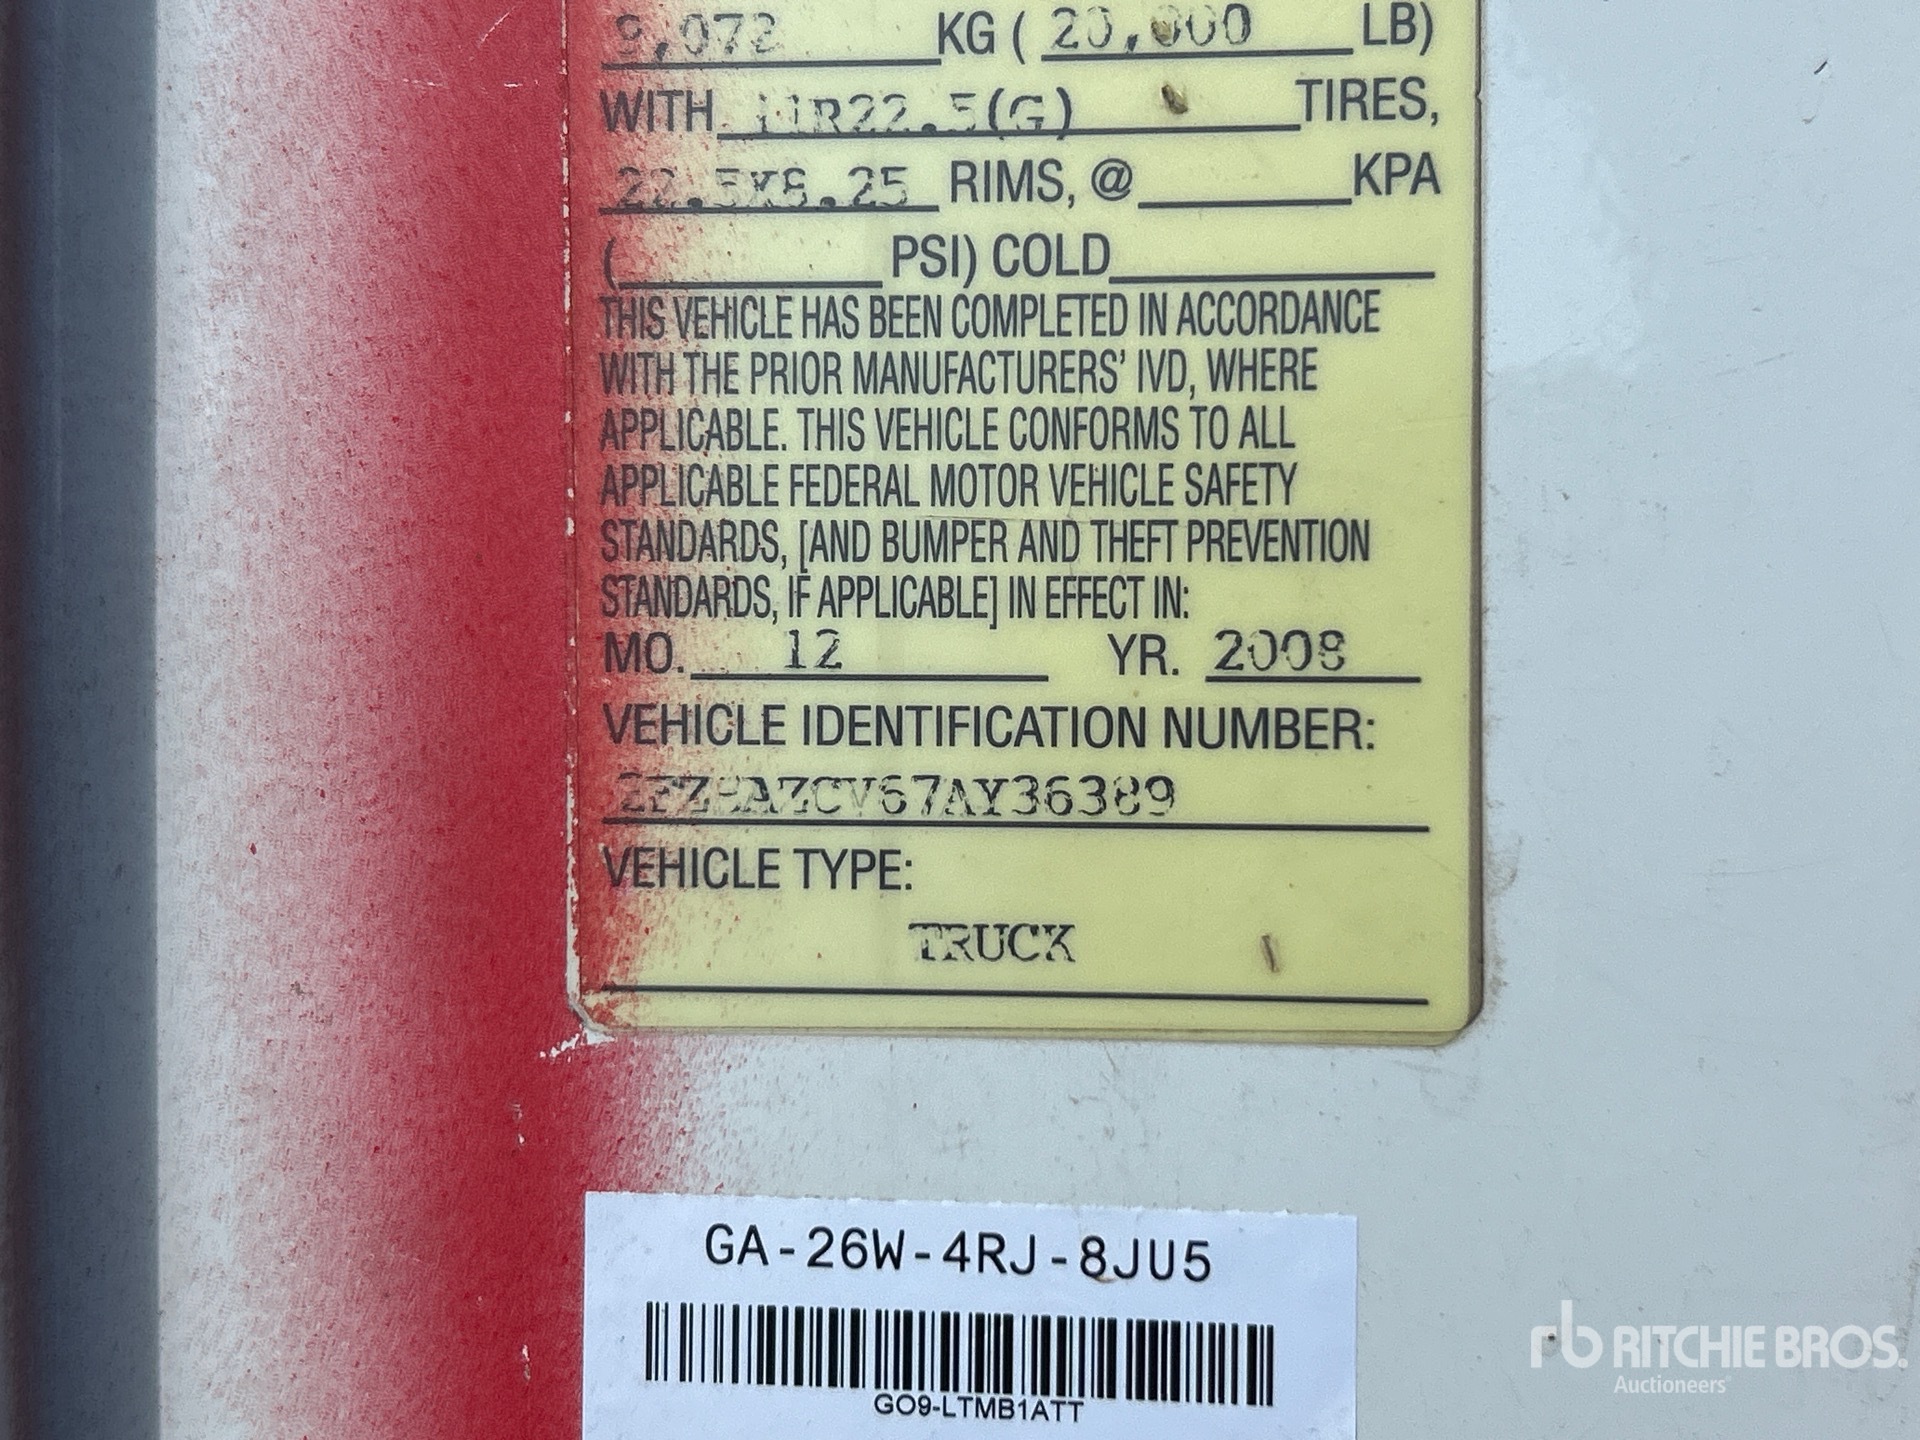 9,072 KG ( 20,000 LB)
WITH 11R22.5(G) TIRES,
22.5X8.25 RIMS, @ KPA
( PSI) COLD
THIS VEHICLE HAS BEEN COMPLETED IN ACCORDANCE
WITH THE PRIOR MANUFACTURERS' IVD, WHERE
APPLICABLE. THIS VEHICLE CONFORMS TO ALL
APPLICABLE FEDERAL MOTOR VEHICLE SAFETY
STANDARDS, [AND BUMPER AND THEFT PREVENTION
STANDARDS, IF APPLICABLE] IN EFFECT IN:
MO. 12 YR. 2008
VEHICLE IDENTIFICATION NUMBER:
2FZHAZCV67AY36389
VEHICLE TYPE:
TRUCK
GA-26W-4RJ-8JU5
GO9-LTMB1ATT
rb RITCHIE BROS.
Auctioneers